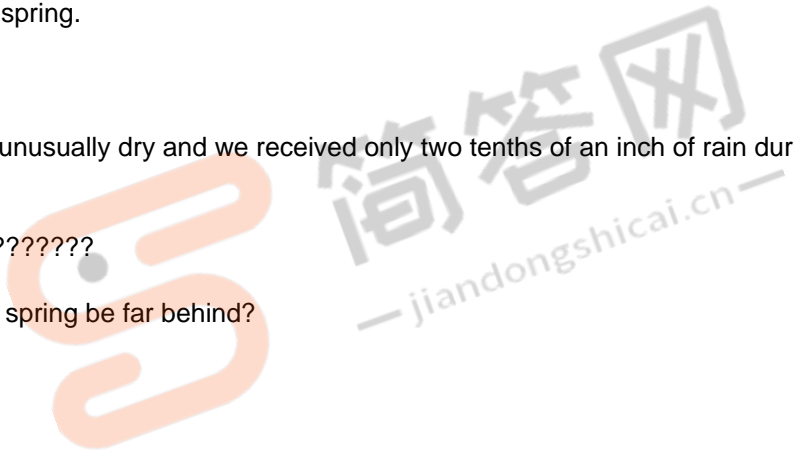 spring.
unusually dry and we received only two tenths of an inch of rain dur
???????
spring be far behind?
简答网
jiandongshicai.cn